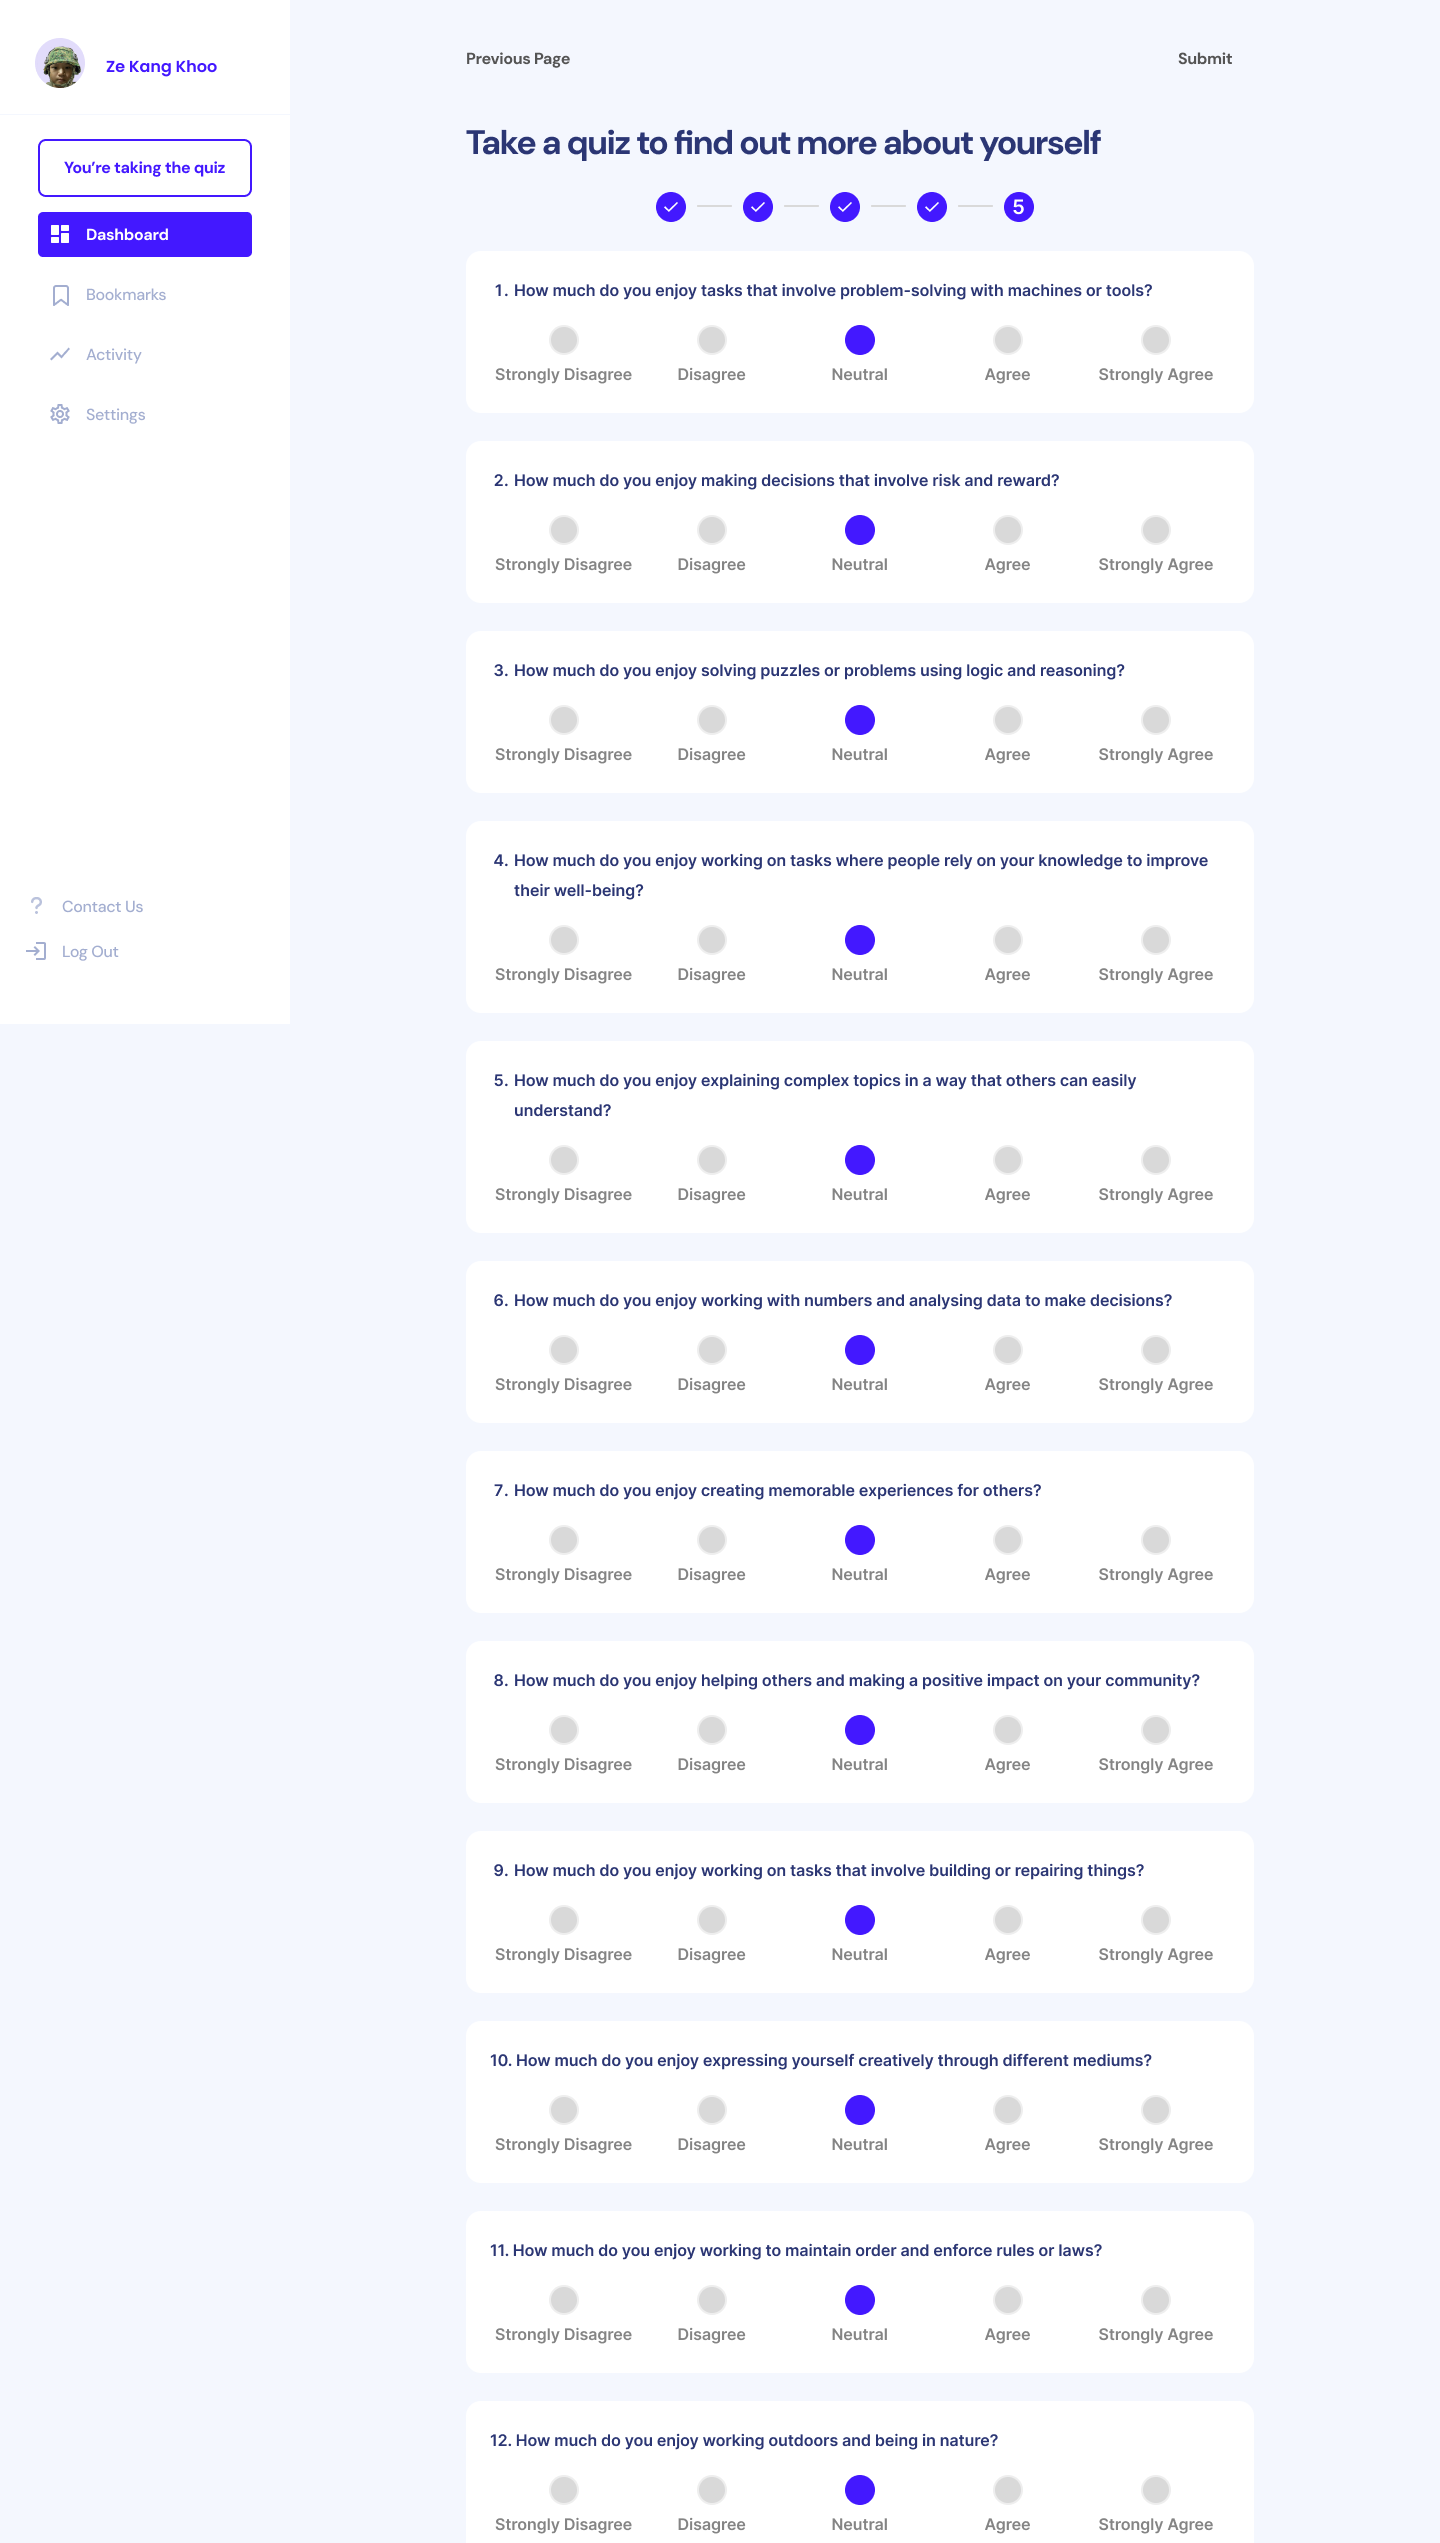 Ze Kang Khoo
You're taking the quiz
Dashboard
Bookmarks
Activity
Settings
Contact Us
Log Out
Previous Page
Submit
Take a quiz to find out more about yourself
5
1. How much do you enjoy tasks that involve problem-solving with machines or tools?
Strongly Disagree Disagree Neutral Agree Strongly Agree
2. How much do you enjoy making decisions that involve risk and reward?
Strongly Disagree Disagree Neutral Agree Strongly Agree
3. How much do you enjoy solving puzzles or problems using logic and reasoning?
Strongly Disagree Disagree Neutral Agree Strongly Agree
4. How much do you enjoy working on tasks where people rely on your knowledge to improve
their well-being?
Strongly Disagree Disagree Neutral Agree Strongly Agree
5. How much do you enjoy explaining complex topics in a way that others can easily
understand?
Strongly Disagree Disagree Neutral Agree Strongly Agree
6. How much do you enjoy working with numbers and analysing data to make decisions?
Strongly Disagree Disagree Neutral Agree Strongly Agree
7. How much do you enjoy creating memorable experiences for others?
Strongly Disagree Disagree Neutral Agree Strongly Agree
8. How much do you enjoy helping others and making a positive impact on your community?
Strongly Disagree Disagree Neutral Agree Strongly Agree
9. How much do you enjoy working on tasks that involve building or repairing things?
Strongly Disagree Disagree Neutral Agree Strongly Agree
10. How much do you enjoy expressing yourself creatively through different mediums?
Strongly Disagree Disagree Neutral Agree Strongly Agree
11. How much do you enjoy working to maintain order and enforce rules or laws?
Strongly Disagree Disagree Neutral Agree Strongly Agree
12. How much do you enjoy working outdoors and being in nature?
Strongly Disagree Disagree Neutral Agree Strongly Agree